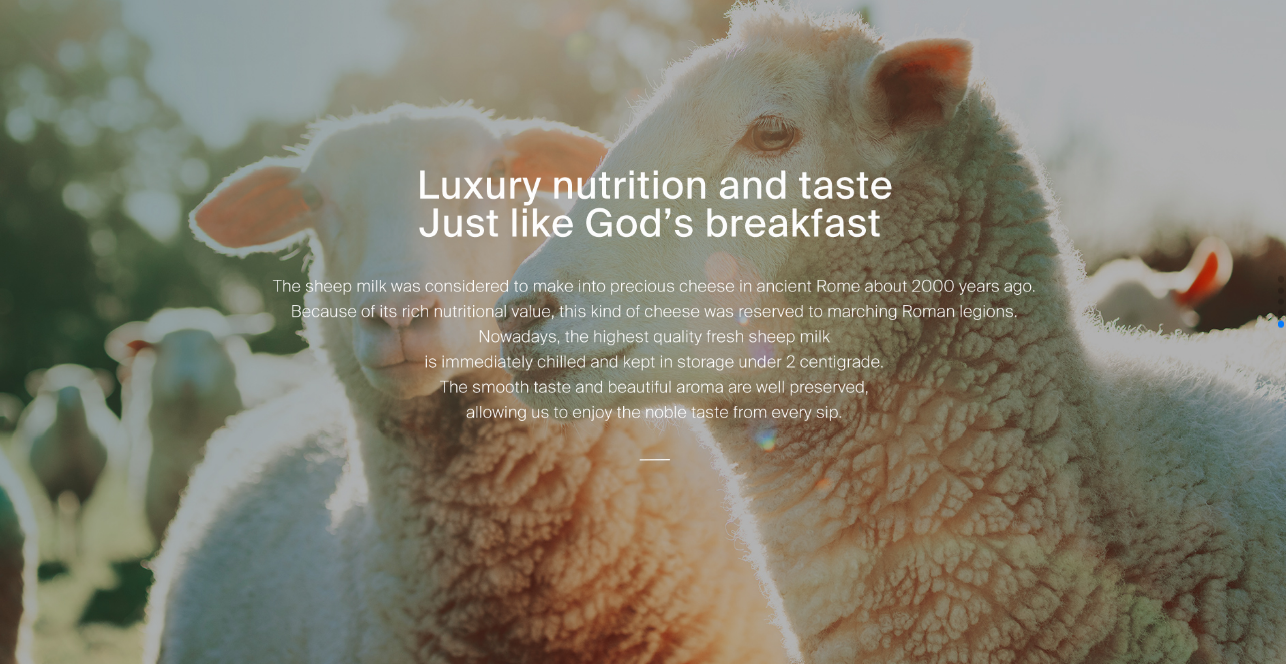 Luxury nutrition and taste
Just like God’s breakfast
The sheep milk was considered to make into precious cheese in ancient Rome about 2000 years ago.
Because of its rich nutritional value, this kind of cheese was reserved to marching Roman legions.
Nowadays, the highest quality fresh sheep milk
is immediately chilled and kept in storage under 2 centigrade.
The smooth taste and beautiful aroma are well preserved,
allowing us to enjoy the noble taste from every sip.